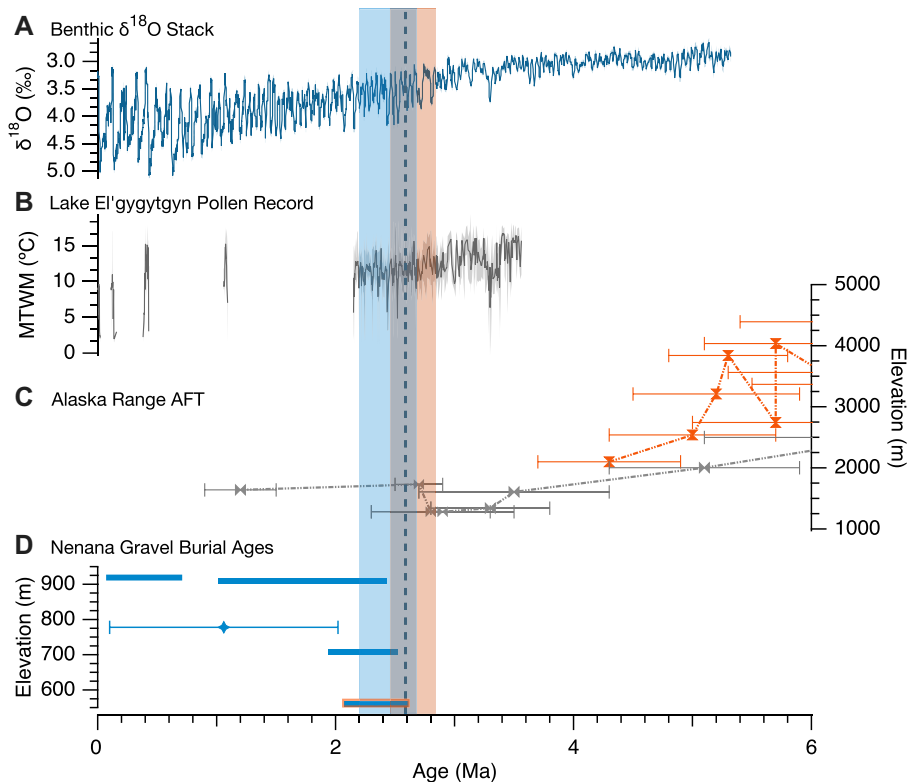 A Benthic δ18O Stack
3.0
3.5
4.0
4.5
5.0
δ18O (‰)
B Lake El'gygytgyn Pollen Record
15
10
5
0
MTWM (ºC)
C Alaska Range AFT
5000
4000
3000
2000
1000
Elevation (m)
D Nenana Gravel Burial Ages
900
800
700
600
Elevation (m)
0 2 4 6
Age (Ma)